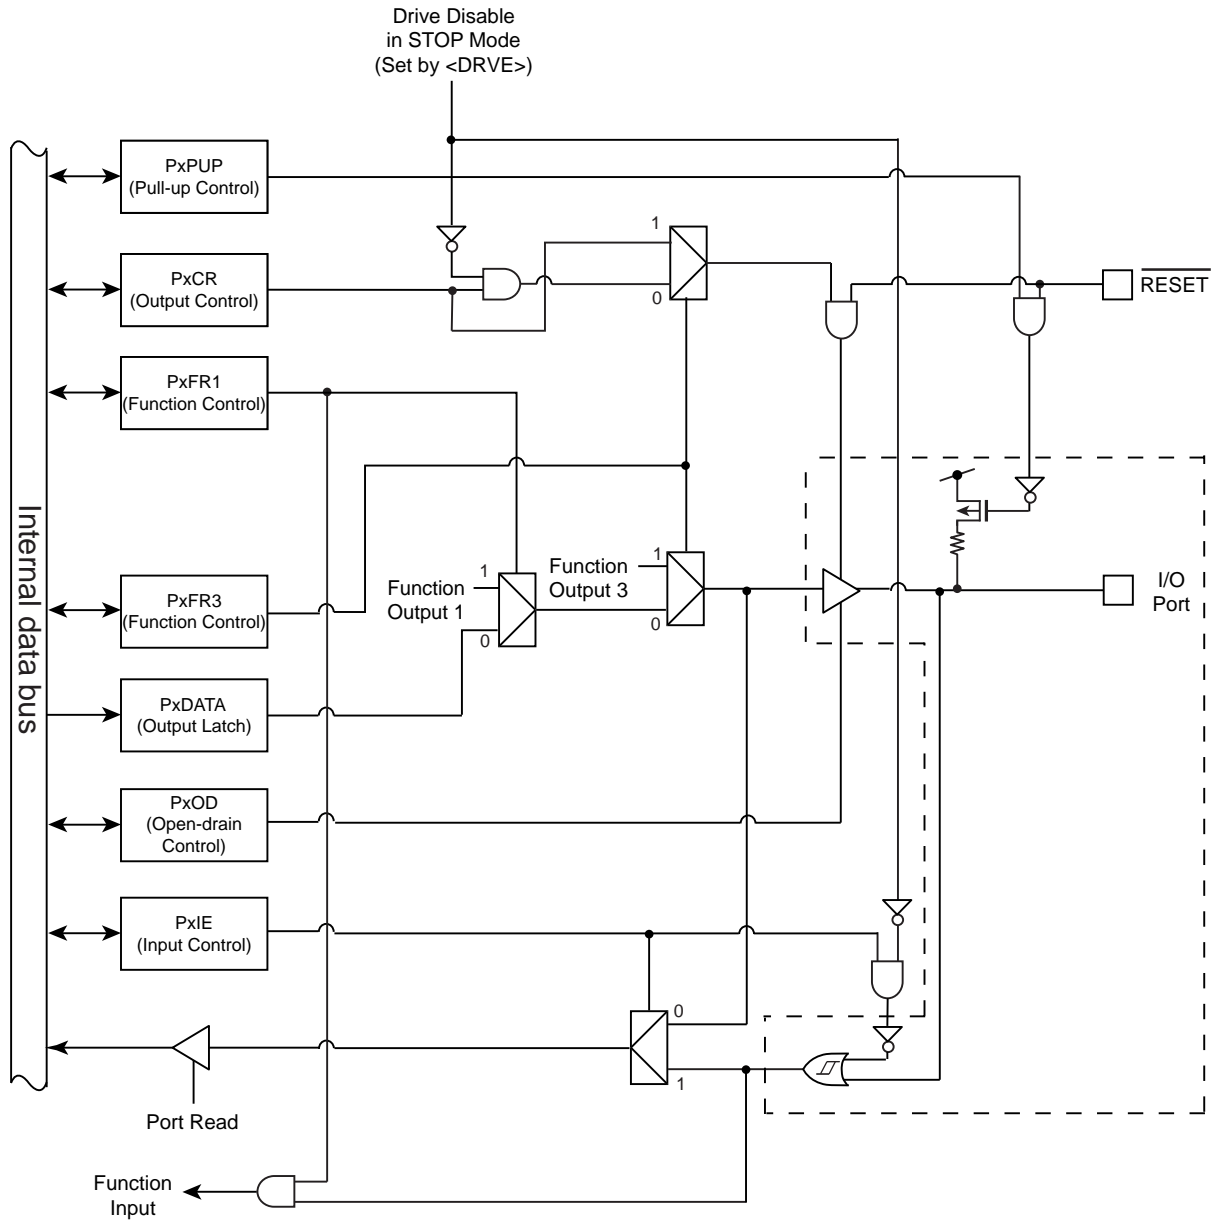 Drive Disable
in STOP Mode
(Set by <DRVE>)
PxPUP
(Pull-up Control)
1
PxCR
(Output Control)
0
RESET
PxFR1
(Function Control)
Internal data bus
1
Function
Output 3
1
Function
Output 1
I/O
Port
PxFR3
(Function Control)
0
0
PxDATA
(Output Latch)
PxOD
(Open-drain
Control)
PxIE
(Input Control)
0
1
Port Read
Function
Input